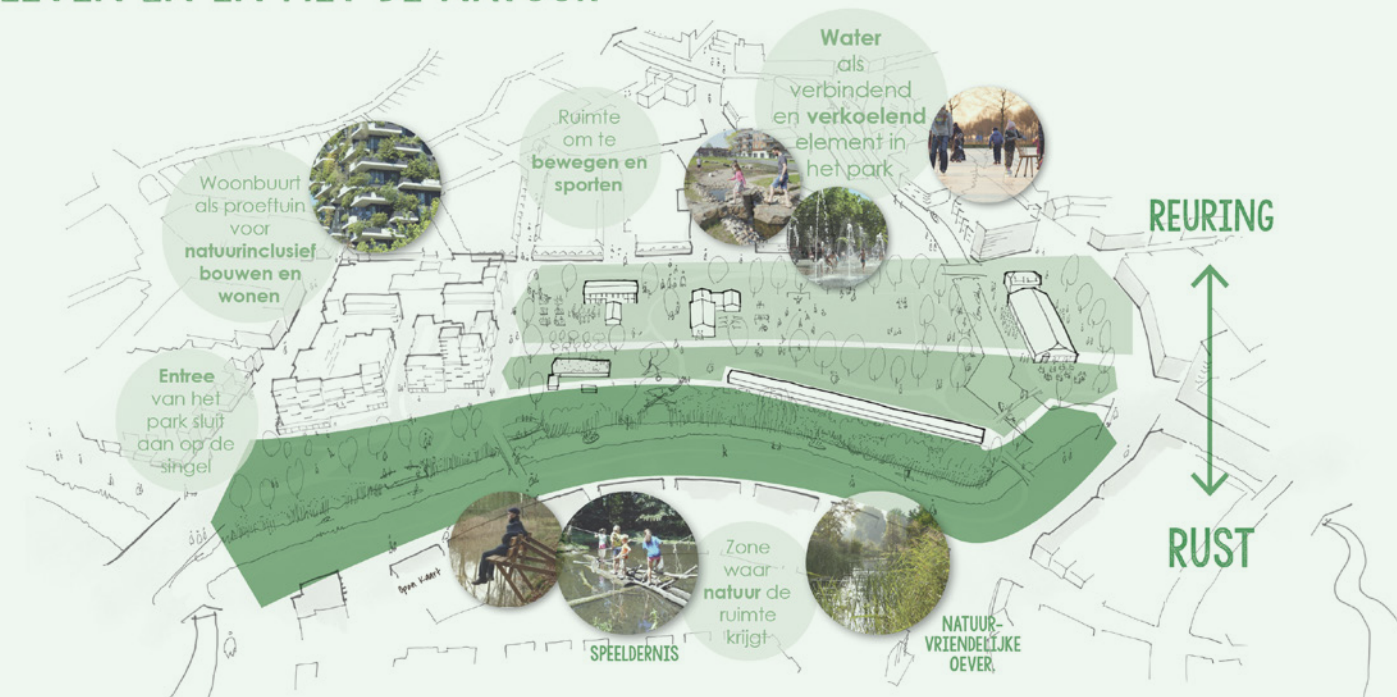 Water
als
verbindend
en verkoelend
element in
het park
Ruimte
om te
bewegen en
sporten
Woonbuurt
als proeftuin
voor
natuurinclusief
bouwen en
wonen
REURING
Entree
van het
park sluit
aan op de
singel
RUST
Zone
waar
natuur de
ruimte
krijgt
SPEELDERNIS
NATUUR-
VRIENDELIJKE
OEVER